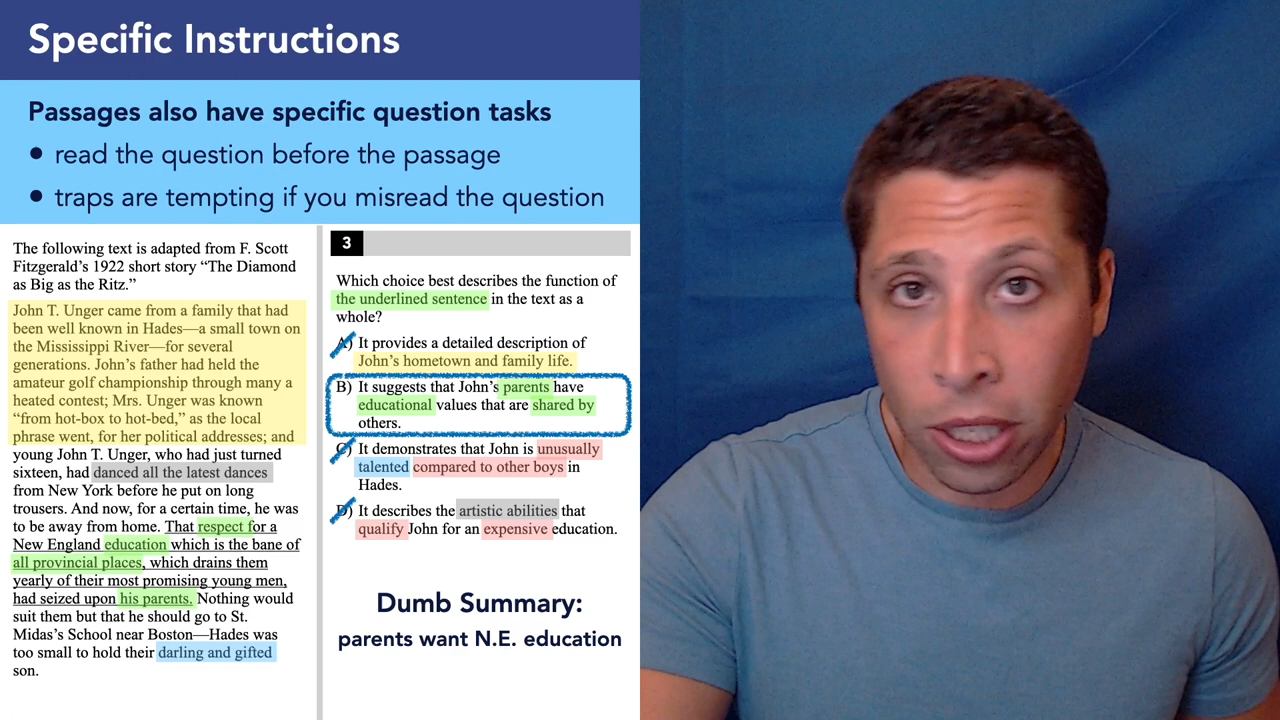 Specific Instructions
Passages also have specific question tasks
• read the question before the passage
• traps are tempting if you misread the question
The following text is adapted from F. Scott
Fitzgerald’s 1922 short story “The Diamond
as Big as the Ritz.”
John T. Unger came from a family that had
been well known in Hades—a small town on
the Mississippi River—for several
generations. John’s father had held the
amateur golf championship through many a
heated contest; Mrs. Unger was known
“from hot-box to hot-bed,” as the local
phrase went, for her political addresses; and
young John T. Unger, who had just turned
sixteen, had danced all the latest dances
from New York before he put on long
trousers. And now, for a certain time, he was
to be away from home. That respect for a
New England education which is the bane of
all provincial places, which drains them
yearly of their most promising young men,
had seized upon his parents. Nothing would
suit them but that he should go to St.
Midas’s School near Boston—Hades was
too small to hold their darling and gifted
son.
3
Which choice best describes the function of
the underlined sentence in the text as a
whole?
A) It provides a detailed description of
John’s hometown and family life.
B) It suggests that John’s parents have
educational values that are shared by
others.
C) It demonstrates that John is unusually
talented compared to other boys in
Hades.
D) It describes the artistic abilities that
qualify John for an expensive education.
Dumb Summary:
parents want N.E. education